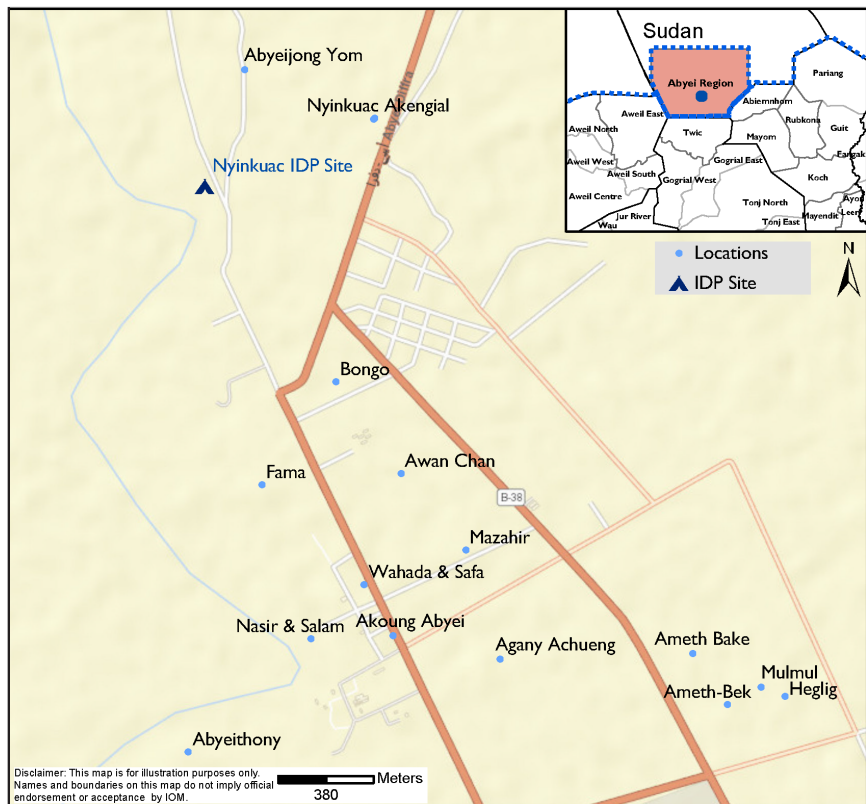 Abyeijong Yom
Nyinkuac Akengial
Nyinkuac IDP Site
Sudan
Abyei Region
Pariang
Abiemnhom
Aweil East
Rubkona
Aweil North
Twic
Mayom
Guit
Fangak
Aweil West
Gogrial East
Aweil South
Gogrial West
Koch
Aweil Centre
Tonj North
Ayod
Jur River
Mayendit
Leer
Wau
Tonj East
Locations
IDP Site
N
Bongo
Fama
Awan Chan
B-38
Mazahir
Wahada & Safa
Nasir & Salam
Akoung Abyei
Agany Achueng
Ameth Bake
Mulmul
Heglig
Ameth-Bek
Abyeithony
Disclaimer: This map is for illustration purposes only.
Names and boundaries on this map do not imply official
endorsement or acceptance by IOM.
Meters
380